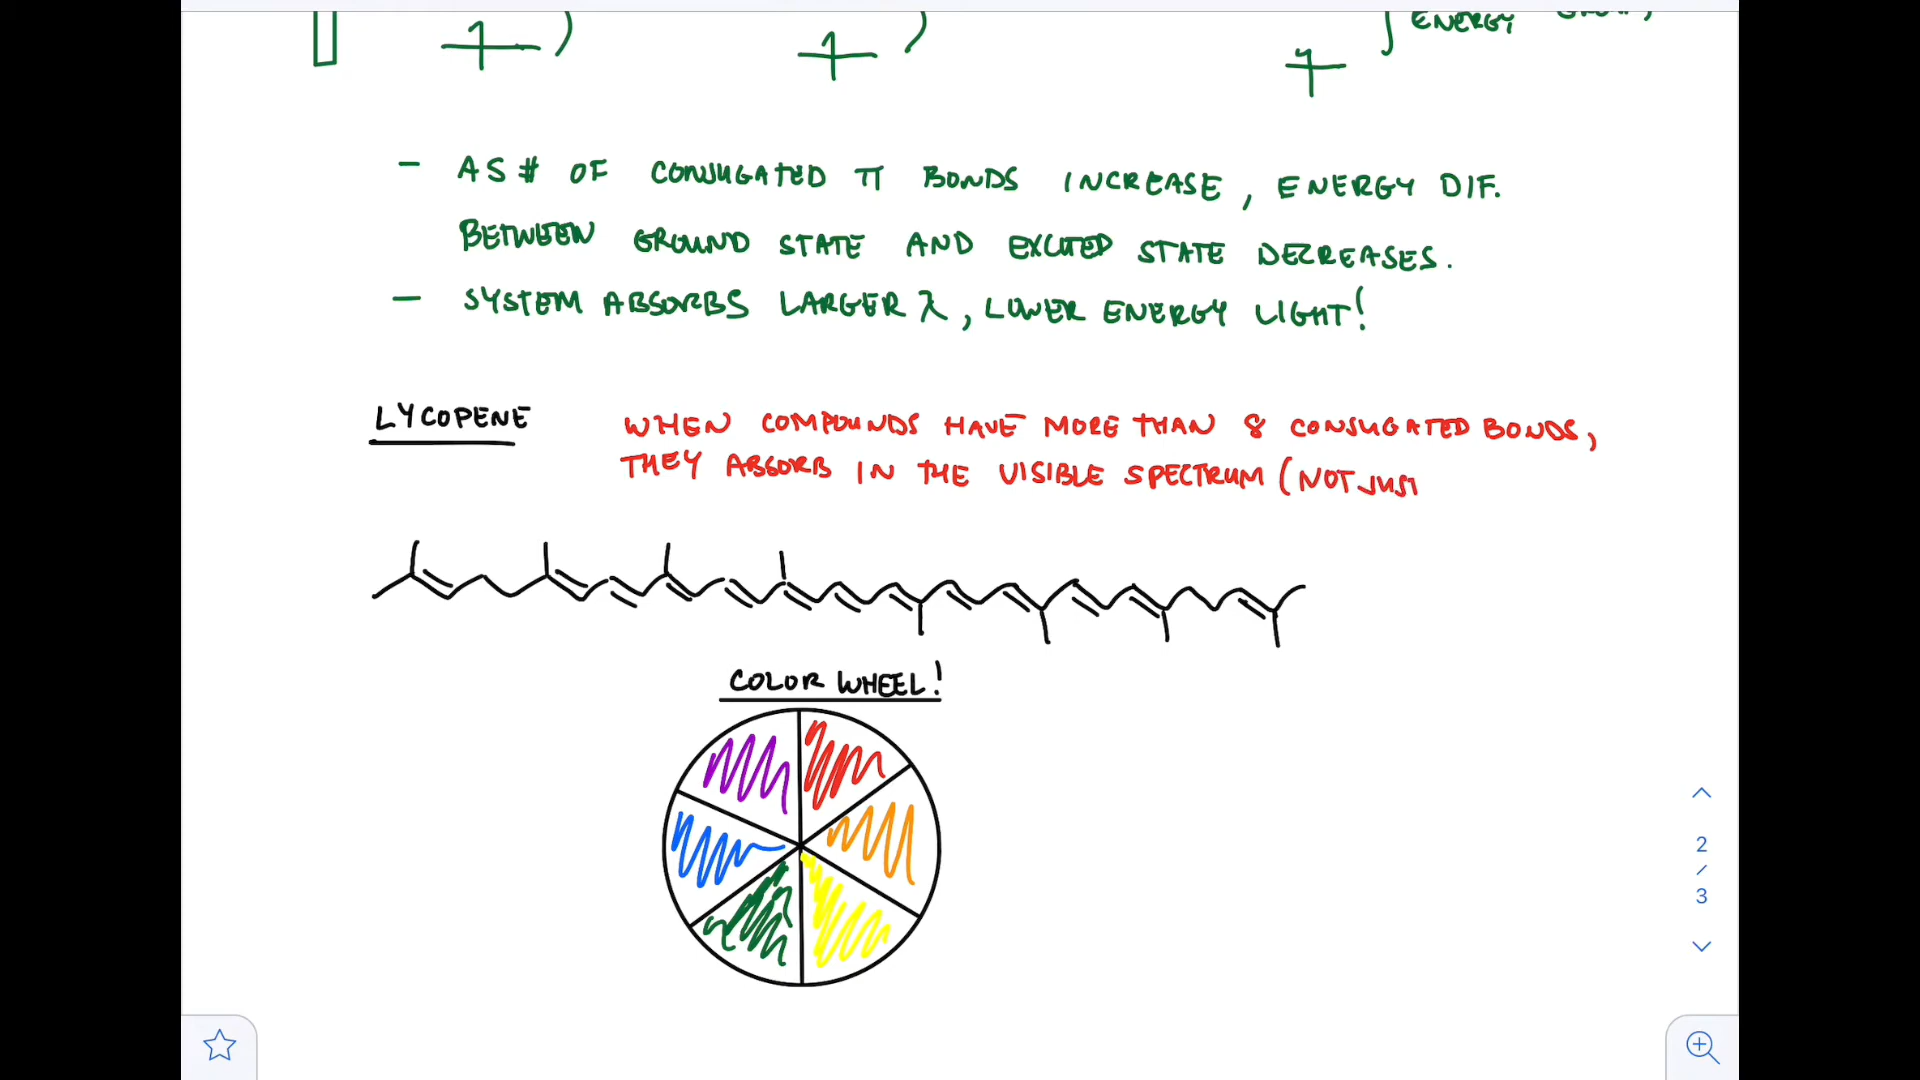 ENERGY
- AS # OF CONJUGATED π BONDS INCREASE, ENERGY DIF.
BETWEEN GROUND STATE AND EXCITED STATE DECREASES.
- SYSTEM ABSORBS LARGER λ, LOWER ENERGY LIGHT!
LYCOPENE
WHEN COMPOUNDS HAVE MORE THAN 8 CONJUGATED BONDS,
THEY ABSORB IN THE VISIBLE SPECTRUM (NOT JUST
COLOR WHEEL!
2
/
3